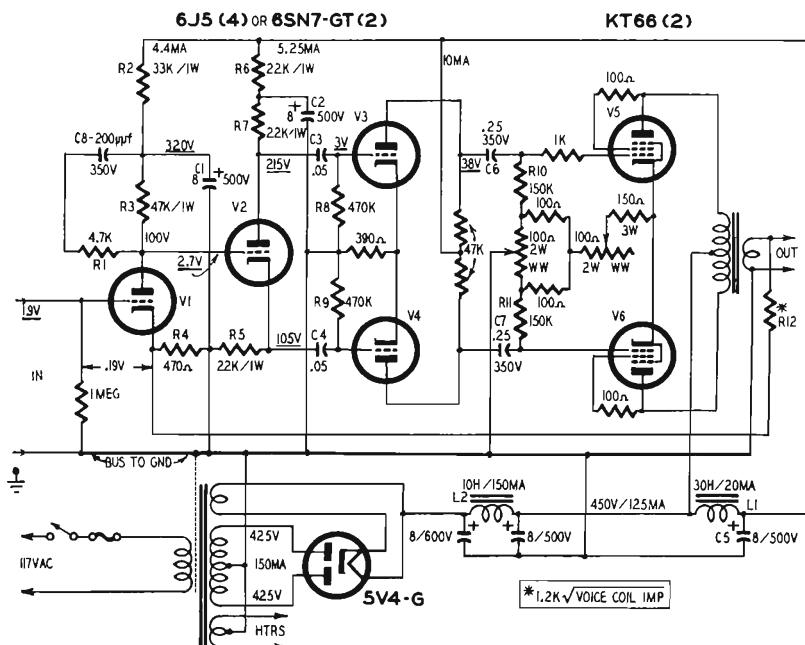 6J5 (4) OR 6SN7-GT (2)
KT66 (2)
4.4MA
R2 33K/1W
5.25MA
R6 22K/1W
10MA
100Ω
V5
C8-200µµf
350V
320V
C1
8 + 500V
R7
22K/1W
+ C2
8 500V
V3
C3
.05
3V
215V
.25
350V
C6
38V
1K
R10
150K
R3 47K/1W
4.7K
R1
100V
2.7V
V2
R8 470K
390Ω
47K
100Ω
100Ω
2W
WW
100Ω
2W WW
150Ω
3W
100Ω
OUT
1.9V
V1
R9 470K
V4
R11
150K
C7
.25
350V
V6
* R12
R4
470Ω
R5
22K/1W
105V
C4
.05
.19V
IN
1 MEG
100Ω
BUS TO GND
10H/150MA
L2
450V/125MA
30H/20MA
L1
8/600V
+
8/500V
+
C5
8/500V
117VAC
425V
150MA
425V
5V4-G
HTRS
* 1.2K √VOICE COIL IMP